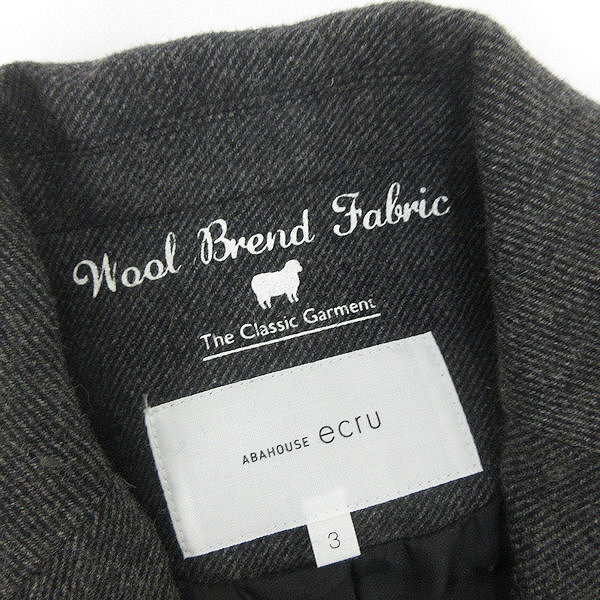 Wool Brend Fabric
The Classic Garment
ABAHOUSE ecru
3